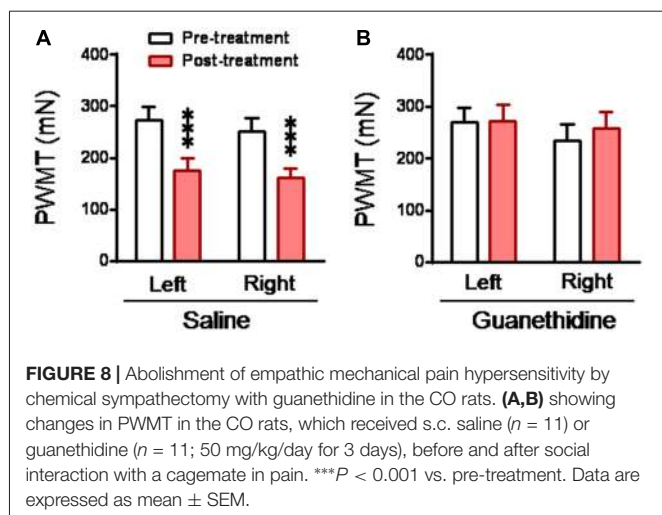 A
B
Pre-treatment
Post-treatment
400
300
200
100
0
PWMT (mN)
***
***
Left
Right
Saline
400
300
200
100
0
PWMT (mN)
Left
Right
Guanethidine
FIGURE 8 | Abolishment of empathic mechanical pain hypersensitivity by
chemical sympathectomy with guanethidine in the CO rats. (A,B) showing
changes in PWMT in the CO rats, which received s.c. saline (n = 11) or
guanethidine (n = 11; 50 mg/kg/day for 3 days), before and after social
interaction with a cagemate in pain. ***P < 0.001 vs. pre-treatment. Data are
expressed as mean ± SEM.